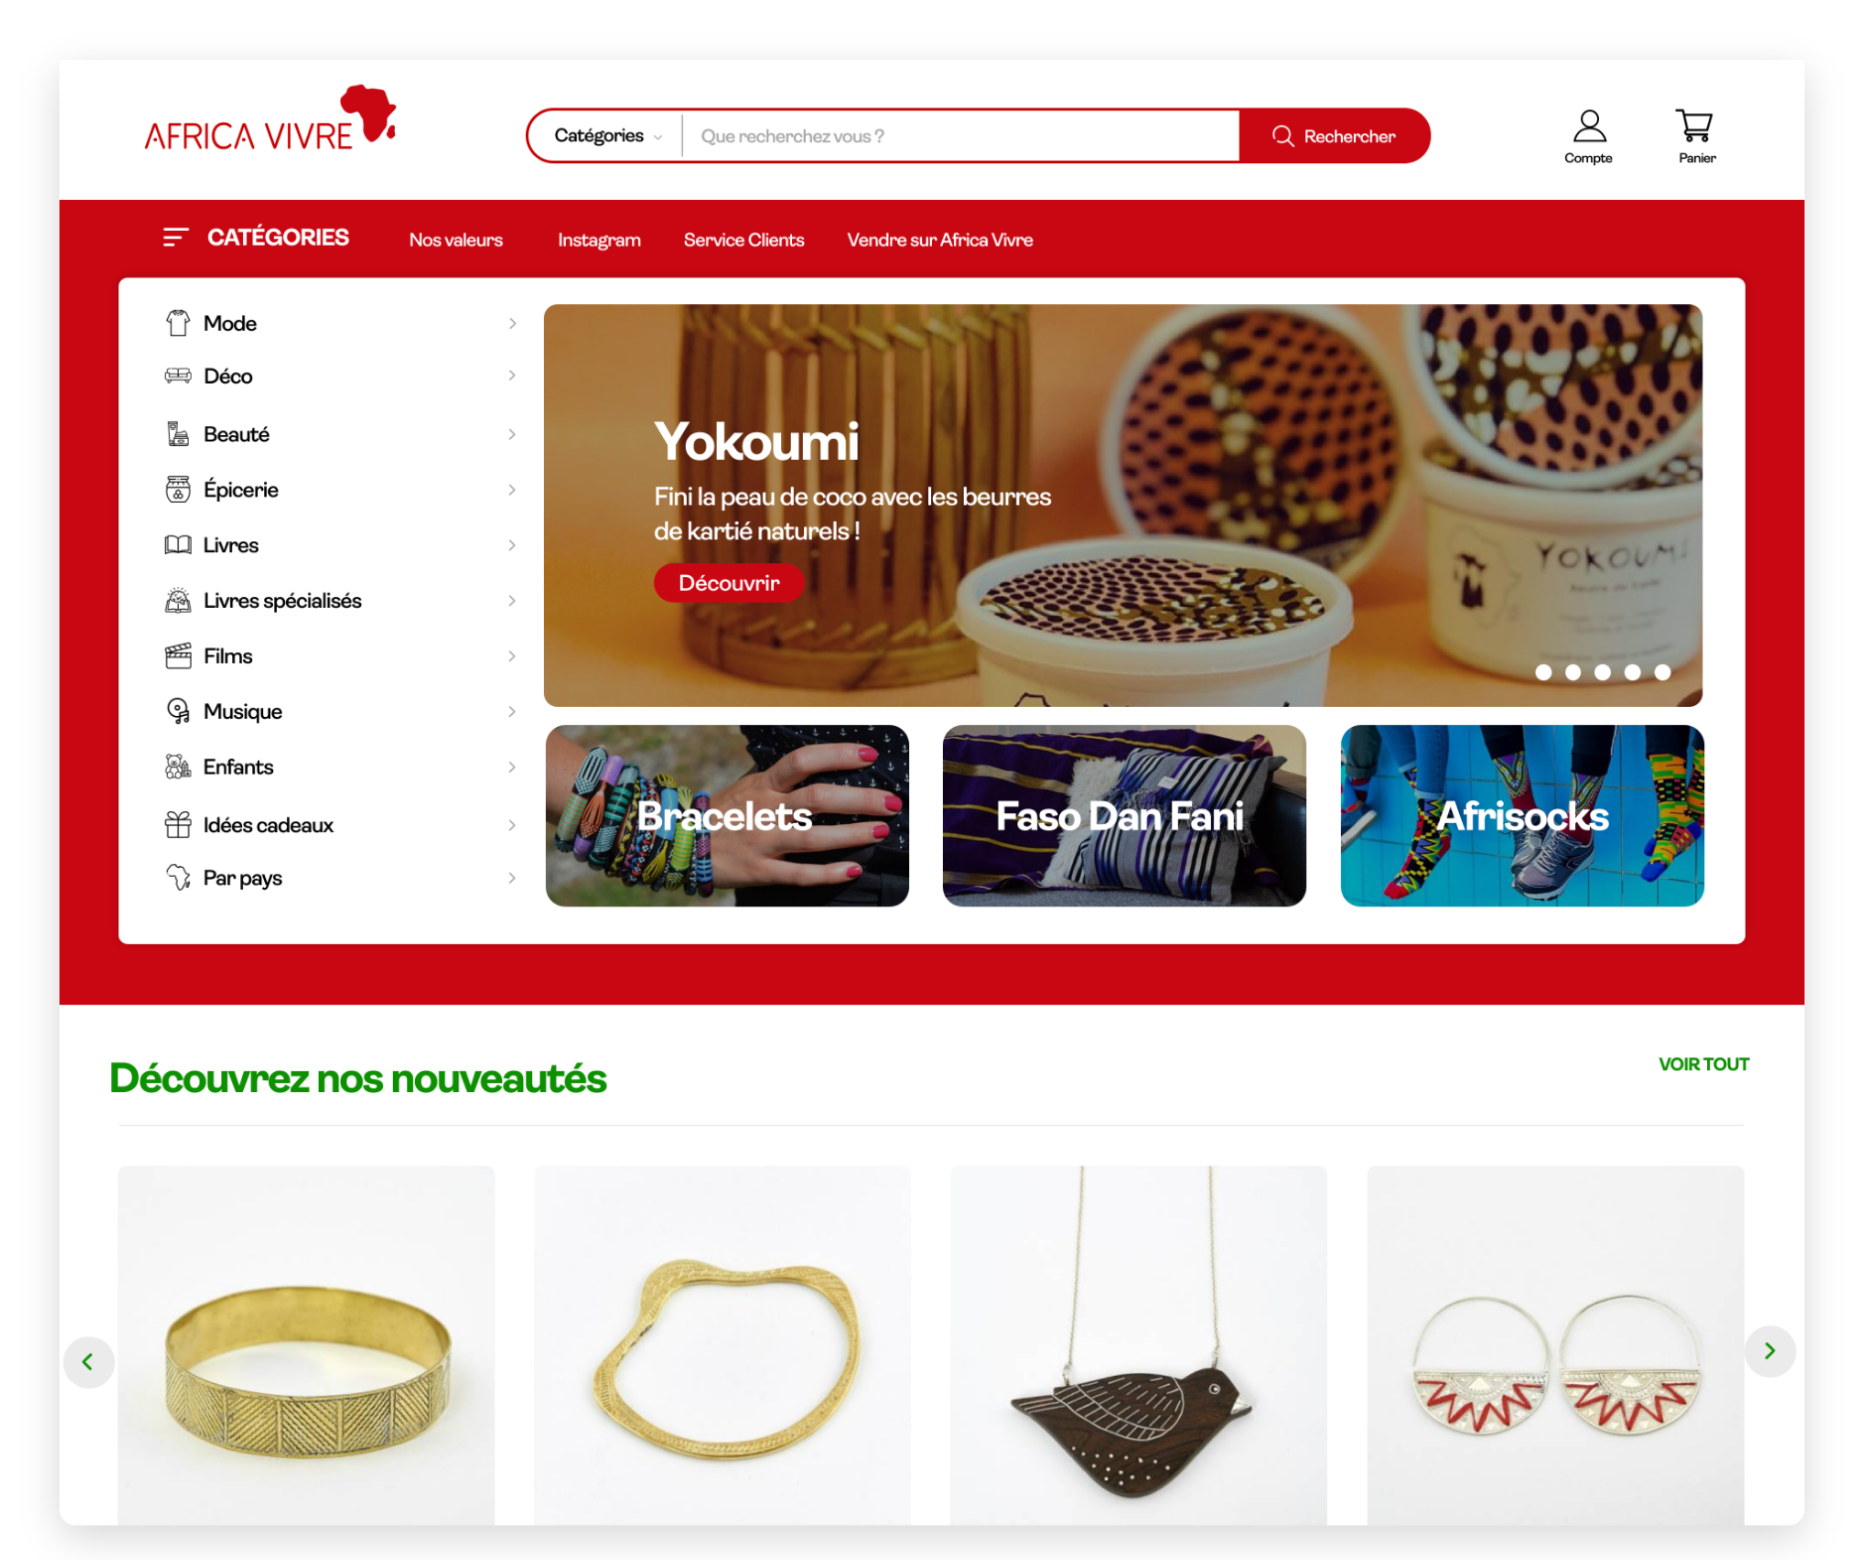 AFRICA VIVRE
Catégories
Que recherchez vous ?
Rechercher
Compte
Panier
CATÉGORIES
Nos valeurs
Instagram
Service Clients
Vendre sur Africa Vivre
Mode
Déco
Beauté
Épicerie
Livres
Livres spécialisés
Films
Musique
Enfants
Idées cadeaux
Par pays
Yokoumi
Fini la peau de coco avec les beurres
de kartié naturels !
Découvrir
YOKOUMI
Bracelets
Faso Dan Fani
Afrisocks
Découvrez nos nouveautés
VOIR TOUT